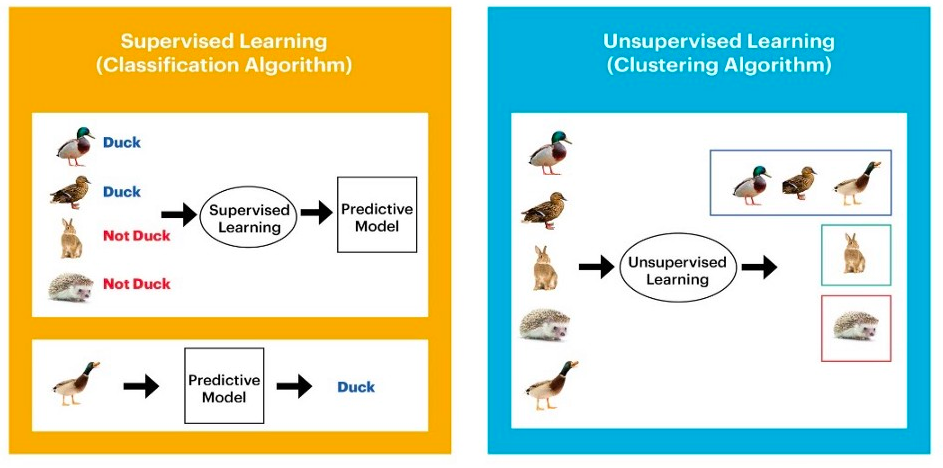 Supervised Learning
(Classification Algorithm)
Duck
Duck
Not Duck
Not Duck
Supervised
Learning
Predictive
Model
Predictive
Model
Duck
Unsupervised Learning
(Clustering Algorithm)
Unsupervised
Learning